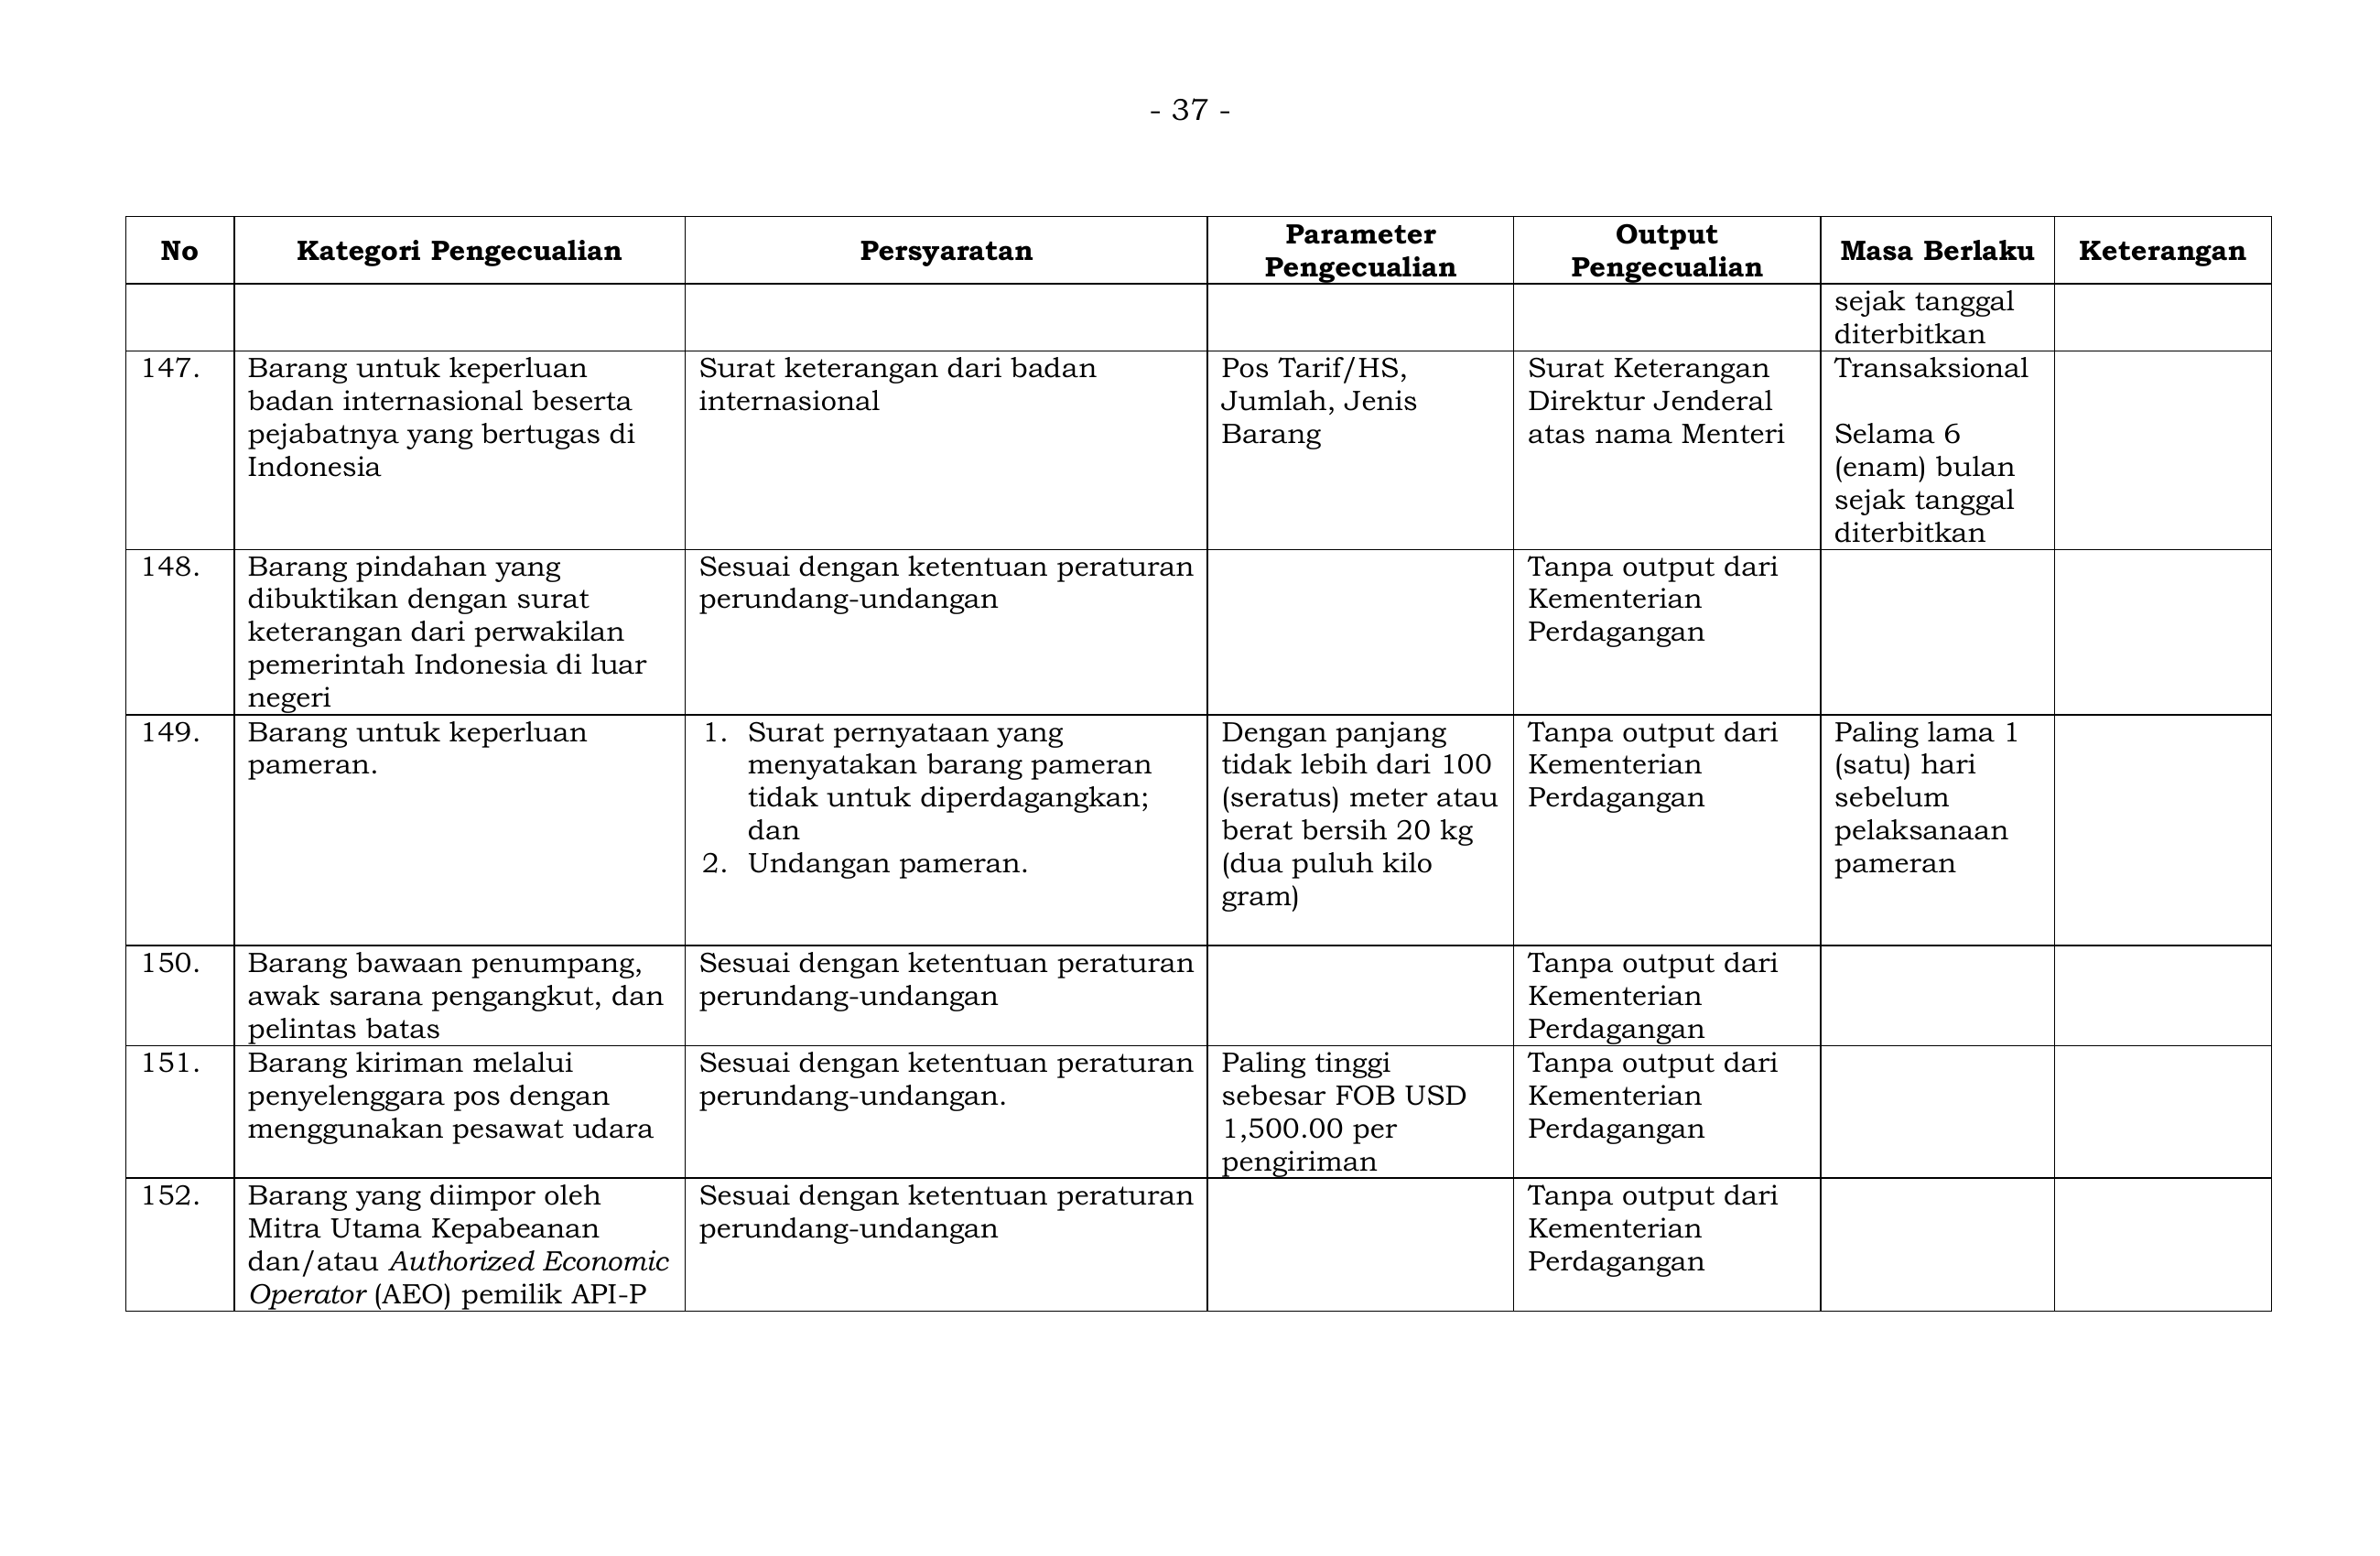 - 37 -
No
Kategori Pengecualian
Persyaratan
Parameter
Pengecualian
Output
Pengecualian
Masa Berlaku
Keterangan
sejak tanggal
diterbitkan
147.
Barang untuk keperluan
badan internasional beserta
pejabatnya yang bertugas di
Indonesia
Surat keterangan dari badan
internasional
Pos Tarif/HS,
Jumlah, Jenis
Barang
Surat Keterangan
Direktur Jenderal
atas nama Menteri
Transaksional
Selama 6
(enam) bulan
sejak tanggal
diterbitkan
148.
Barang pindahan yang
dibuktikan dengan surat
keterangan dari perwakilan
pemerintah Indonesia di luar
negeri
Sesuai dengan ketentuan peraturan
perundang-undangan
Tanpa output dari
Kementerian
Perdagangan
149.
Barang untuk keperluan
pameran.
1. Surat pernyataan yang
menyatakan barang pameran
tidak untuk diperdagangkan;
dan
2. Undangan pameran.
Dengan panjang
tidak lebih dari 100
(seratus) meter atau
berat bersih 20 kg
(dua puluh kilo
gram)
Tanpa output dari
Kementerian
Perdagangan
Paling lama 1
(satu) hari
sebelum
pelaksanaan
pameran
150.
Barang bawaan penumpang,
awak sarana pengangkut, dan
pelintas batas
Sesuai dengan ketentuan peraturan
perundang-undangan
Tanpa output dari
Kementerian
Perdagangan
151.
Barang kiriman melalui
penyelenggara pos dengan
menggunakan pesawat udara
Sesuai dengan ketentuan peraturan
perundang-undangan.
Paling tinggi
sebesar FOB USD
1,500.00 per
pengiriman
Tanpa output dari
Kementerian
Perdagangan
152.
Barang yang diimpor oleh
Mitra Utama Kepabeanan
dan/atau Authorized Economic
Operator (AEO) pemilik API-P
Sesuai dengan ketentuan peraturan
perundang-undangan
Tanpa output dari
Kementerian
Perdagangan